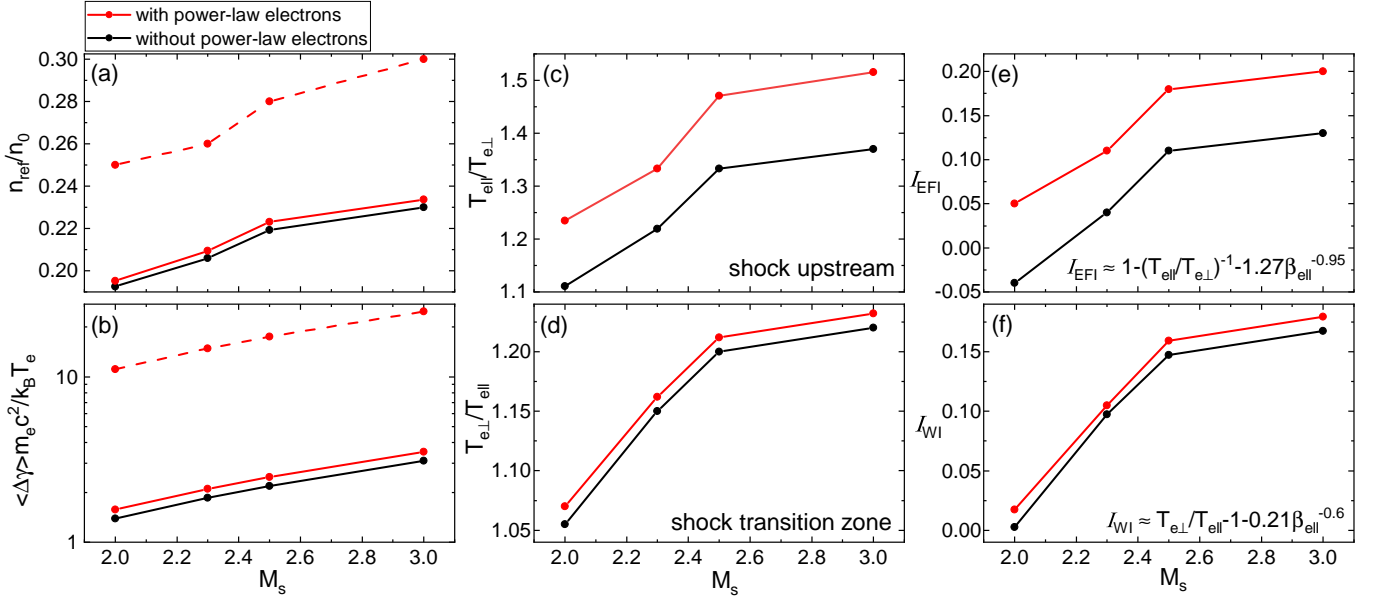 with power-law electrons
without power-law electrons
(a)
n_ref/n_0
0.30
0.28
0.26
0.24
0.22
0.20
(b)
<Δγ>m_e c^2/k_B T_e
10
1
2.0 2.2 2.4 2.6 2.8 3.0
M_s
(c)
T_e||/T_e⊥
1.5
1.4
1.3
1.2
1.1
shock upstream
(d)
T_e⊥/T_e||
1.20
1.15
1.10
1.05
shock transition zone
2.0 2.2 2.4 2.6 2.8 3.0
M_s
(e)
I_EFI
0.20
0.15
0.10
0.05
0.00
-0.05
I_EFI ≈ 1-(T_e||/T_e⊥)^-1-1.27β_e||^-0.95
(f)
I_WI
0.15
0.10
0.05
0.00
I_WI ≈ T_e⊥/T_e||-1-0.21β_e||^-0.6
2.0 2.2 2.4 2.6 2.8 3.0
M_s